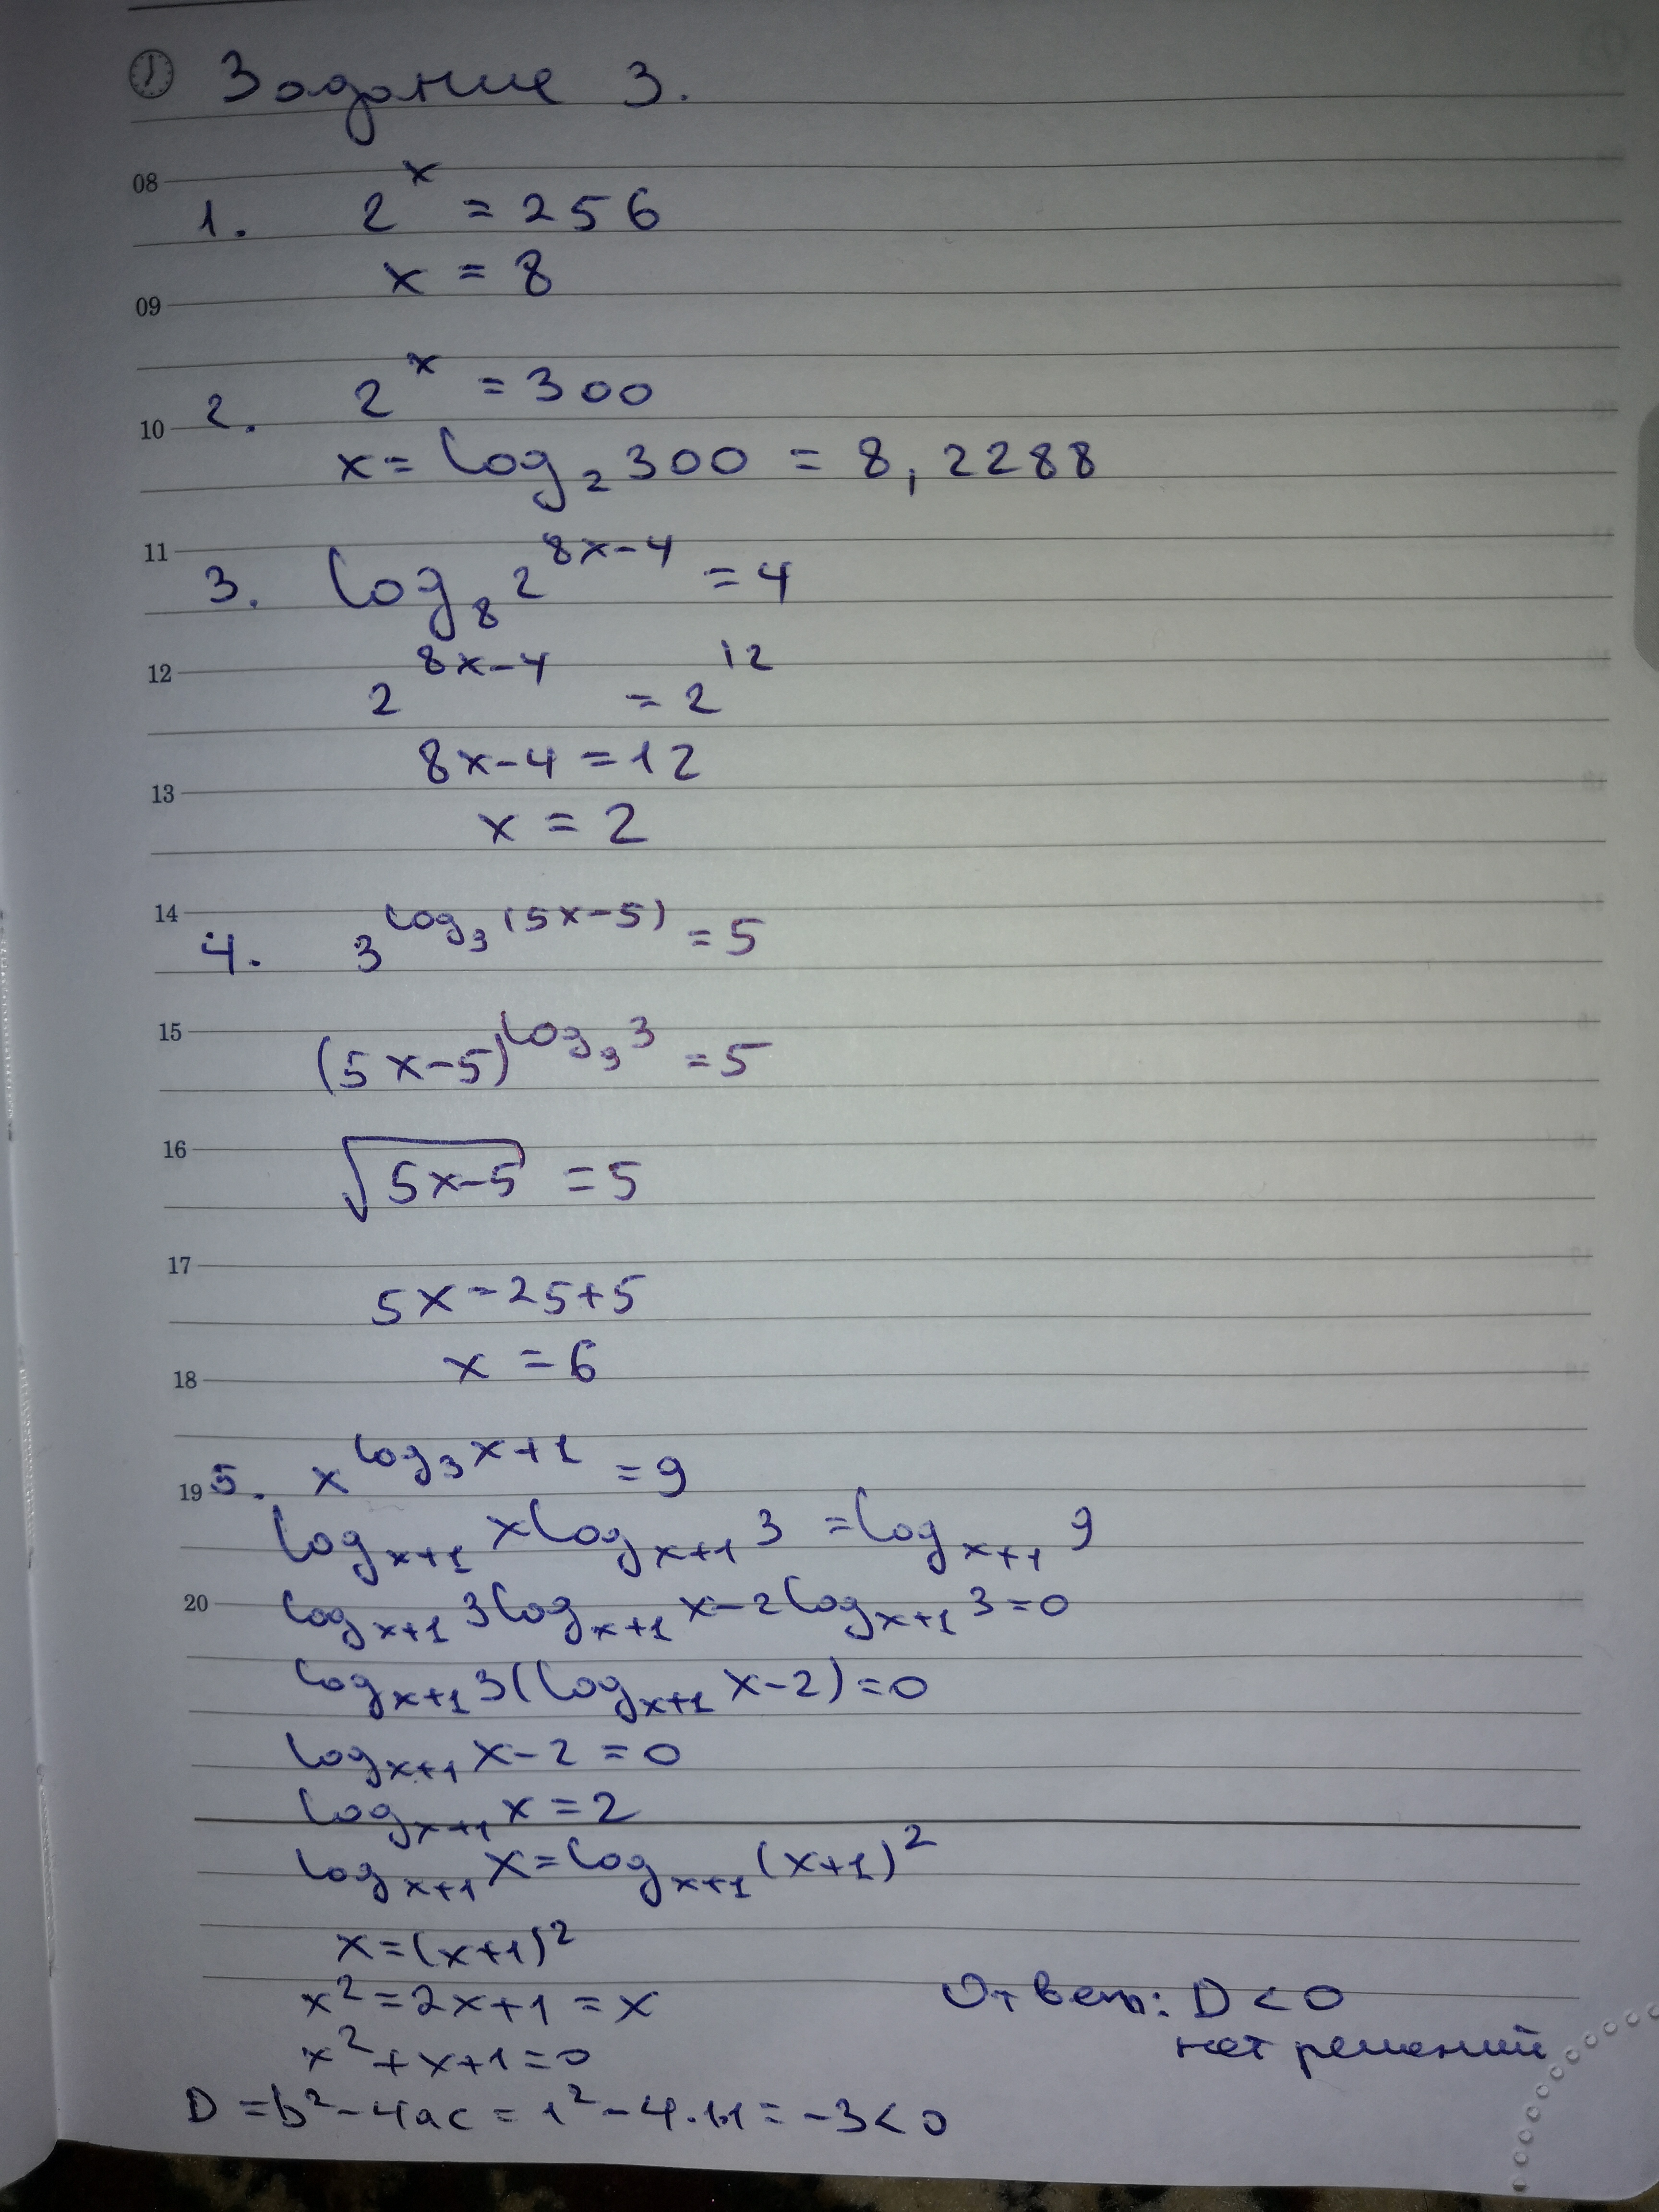 Задание 3.
08
1. 2^x = 256
x = 8
09
2. 2^x = 300
10
x = log_2 300 = 8,2288
11
3. log_8 2^{8x-4} = 4
12
2^{8x-4} = 2^{12}
8x-4 = 12
13
x = 2
14
4. 3^{log_3 (5x-5)} = 5
15
(5x-5)^{log_9 3} = 5
16
√(5x-5) = 5
17
5x = 25+5
x = 6
18
5. x^{log_3 x+1} = 9
19
log_{x+1} x log_{x+1} 3 = log_{x+1} 9
20
log_{x+1} 3 log_{x+1} x - 2 log_{x+1} 3 = 0
log_{x+1} 3 (log_{x+1} x - 2) = 0
log_{x+1} x - 2 = 0
log_{x+1} x = 2
log_{x+1} x = log_{x+1} (x+1)^2
x = (x+1)^2
x^2 = 2x+1 = x
x^2 + x + 1 = 0
D = b^2 - 4ac = 1^2 - 4·1·1 = -3 < 0
Ответ: D < 0
нет решений